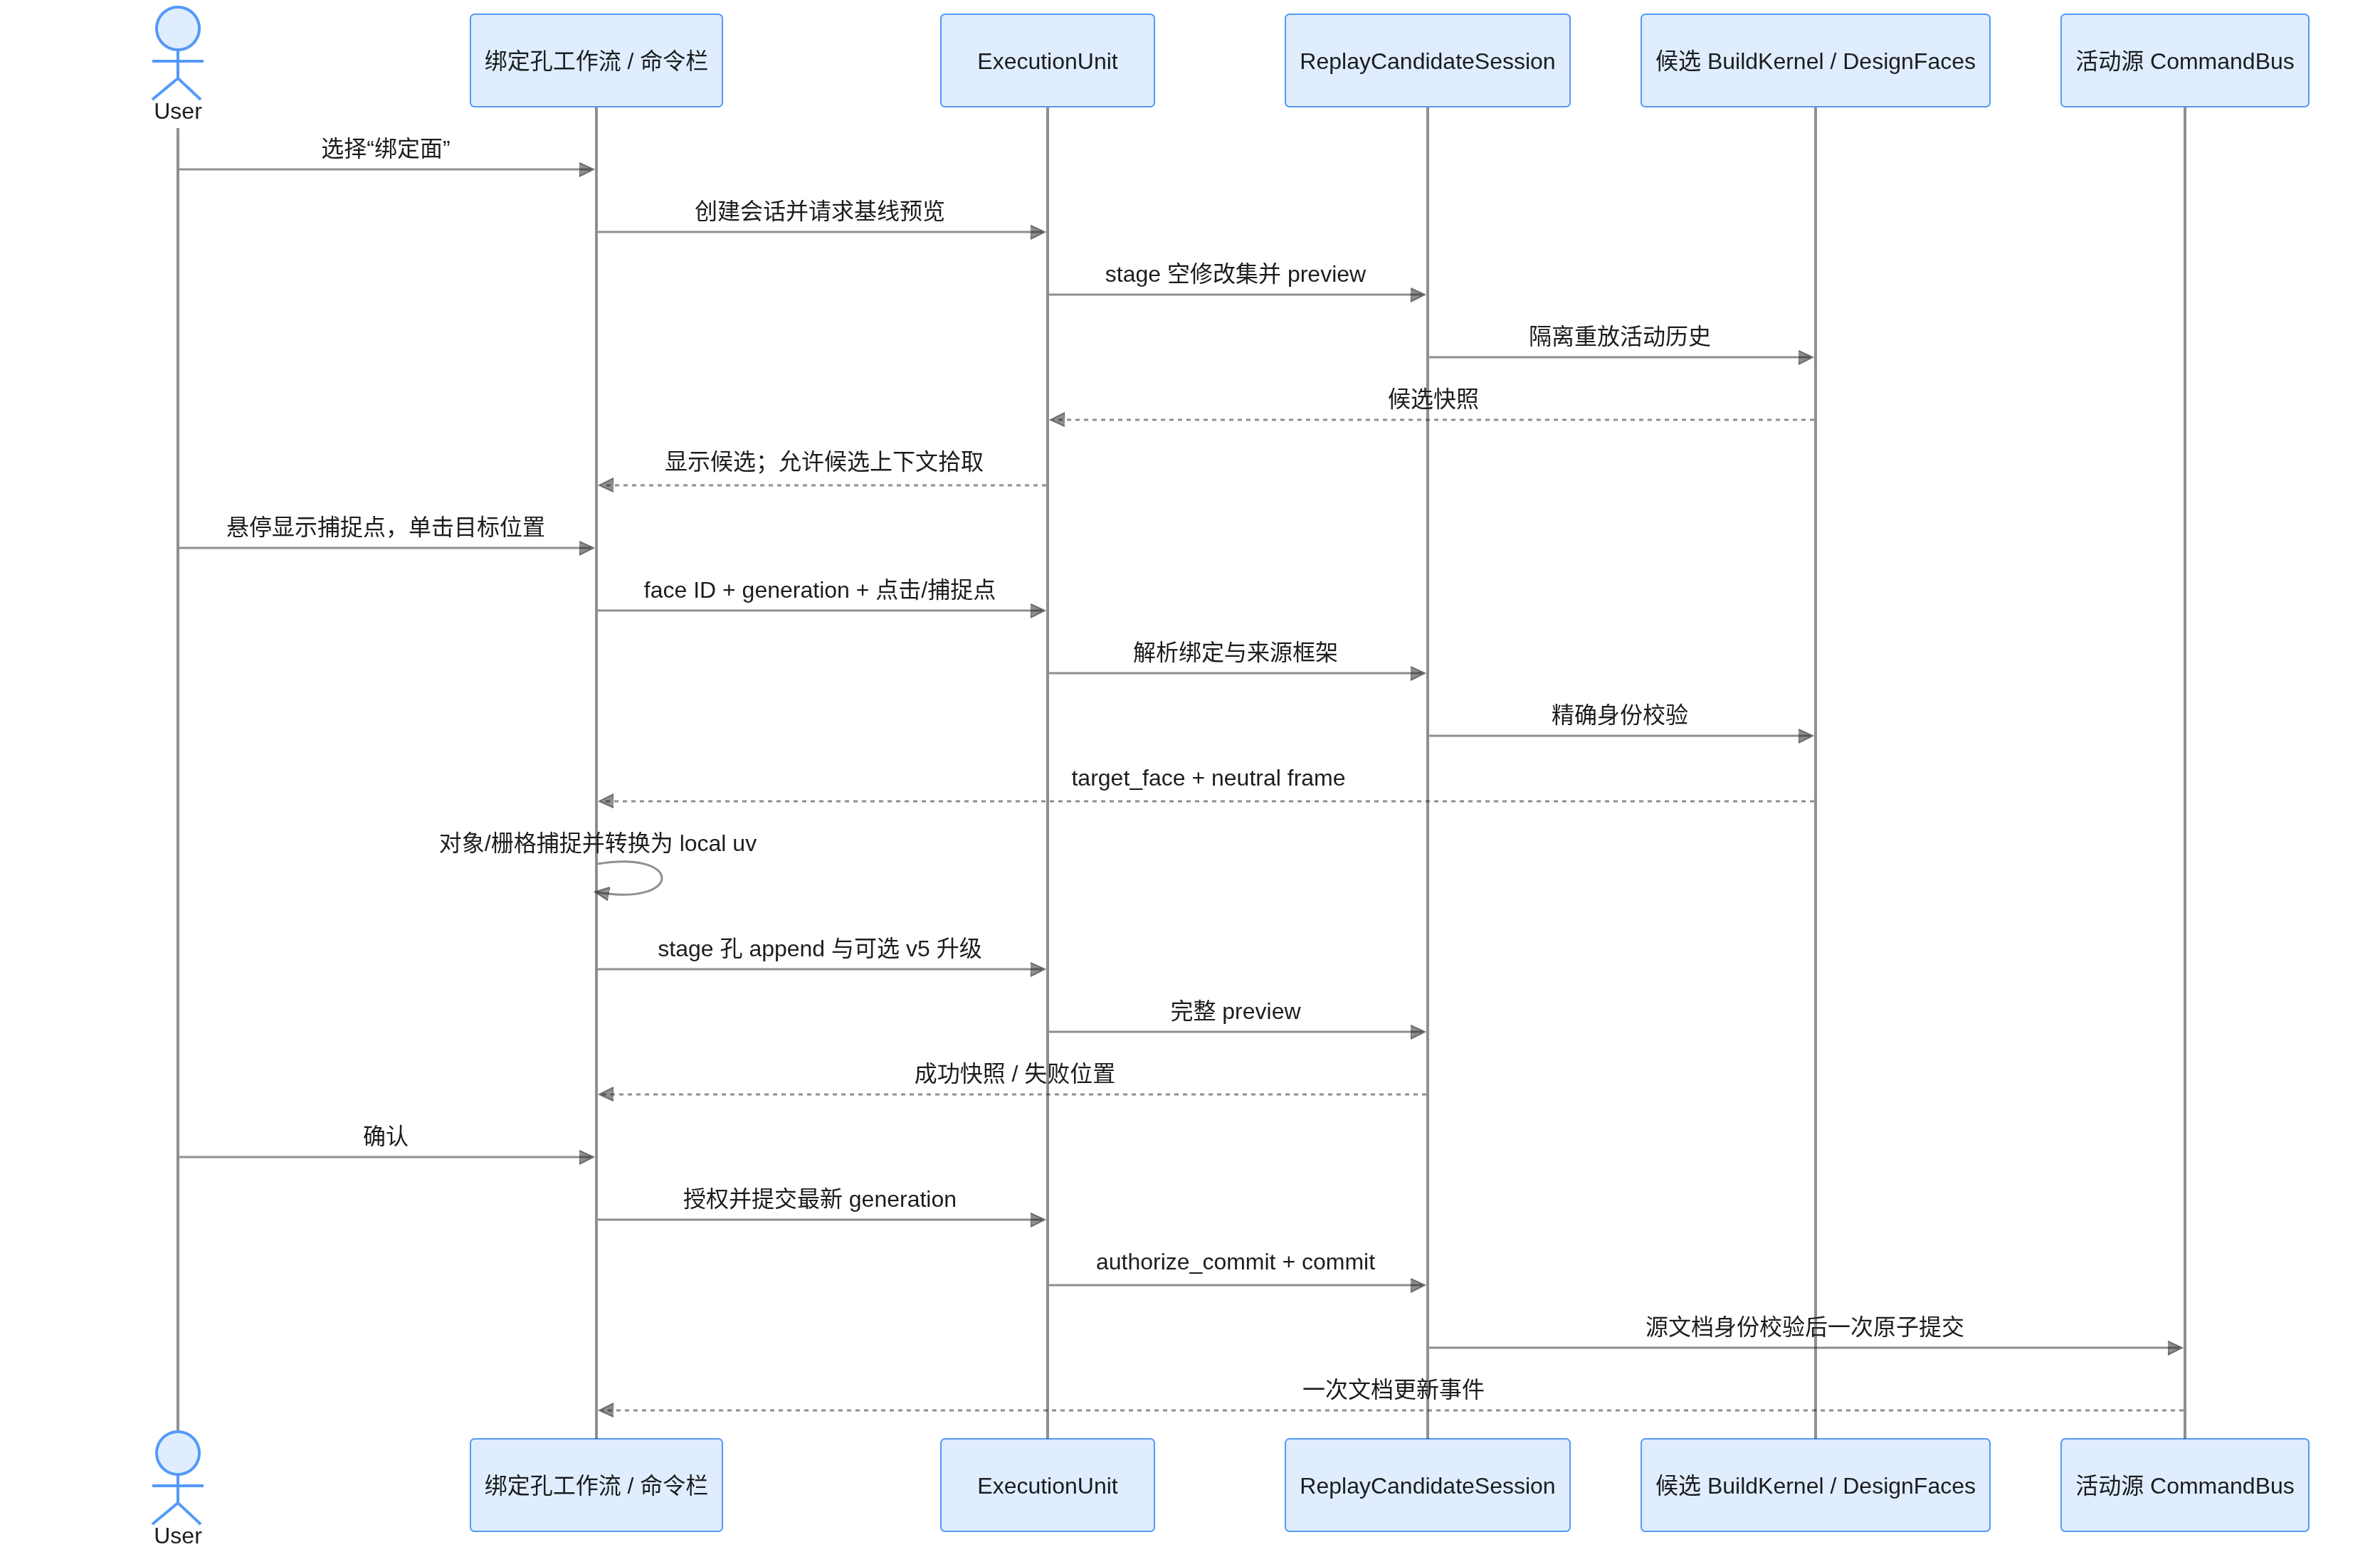 User
绑定孔工作流 / 命令栏
ExecutionUnit
ReplayCandidateSession
候选 BuildKernel / DesignFaces
活动源 CommandBus
选择“绑定面”
创建会话并请求基线预览
stage 空修改集并 preview
隔离重放活动历史
候选快照
显示候选；允许候选上下文拾取
悬停显示捕捉点，单击目标位置
face ID + generation + 点击/捕捉点
解析绑定与来源框架
精确身份校验
target_face + neutral frame
对象/栅格捕捉并转换为 local uv
stage 孔 append 与可选 v5 升级
完整 preview
成功快照 / 失败位置
确认
授权并提交最新 generation
authorize_commit + commit
源文档身份校验后一次原子提交
一次文档更新事件
User
绑定孔工作流 / 命令栏
ExecutionUnit
ReplayCandidateSession
候选 BuildKernel / DesignFaces
活动源 CommandBus